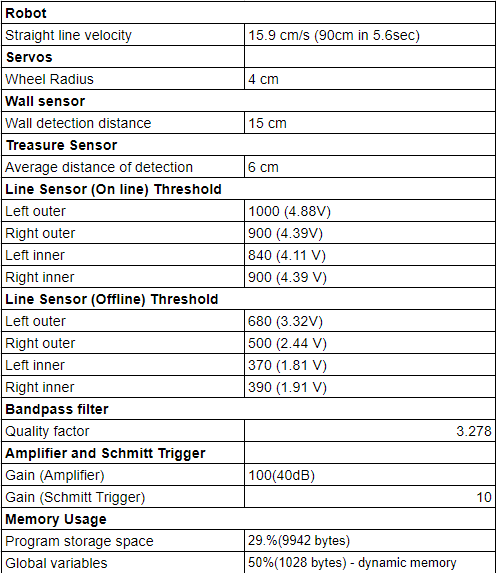 Robot
Straight line velocity 15.9 cm/s (90cm in 5.6sec)
Servos
Wheel Radius 4 cm
Wall sensor
Wall detection distance 15 cm
Treasure Sensor
Average distance of detection 6 cm
Line Sensor (On line) Threshold
Left outer 1000 (4.88V)
Right outer 900 (4.39V)
Left inner 840 (4.11 V)
Right inner 900 (4.39 V)
Line Sensor (Offline) Threshold
Left outer 680 (3.32V)
Right outer 500 (2.44 V)
Left inner 370 (1.81 V)
Right inner 390 (1.91 V)
Bandpass filter
Quality factor 3.278
Amplifier and Schmitt Trigger
Gain (Amplifier) 100(40dB)
Gain (Schmitt Trigger) 10
Memory Usage
Program storage space 29.%(9942 bytes)
Global variables 50%(1028 bytes) - dynamic memory